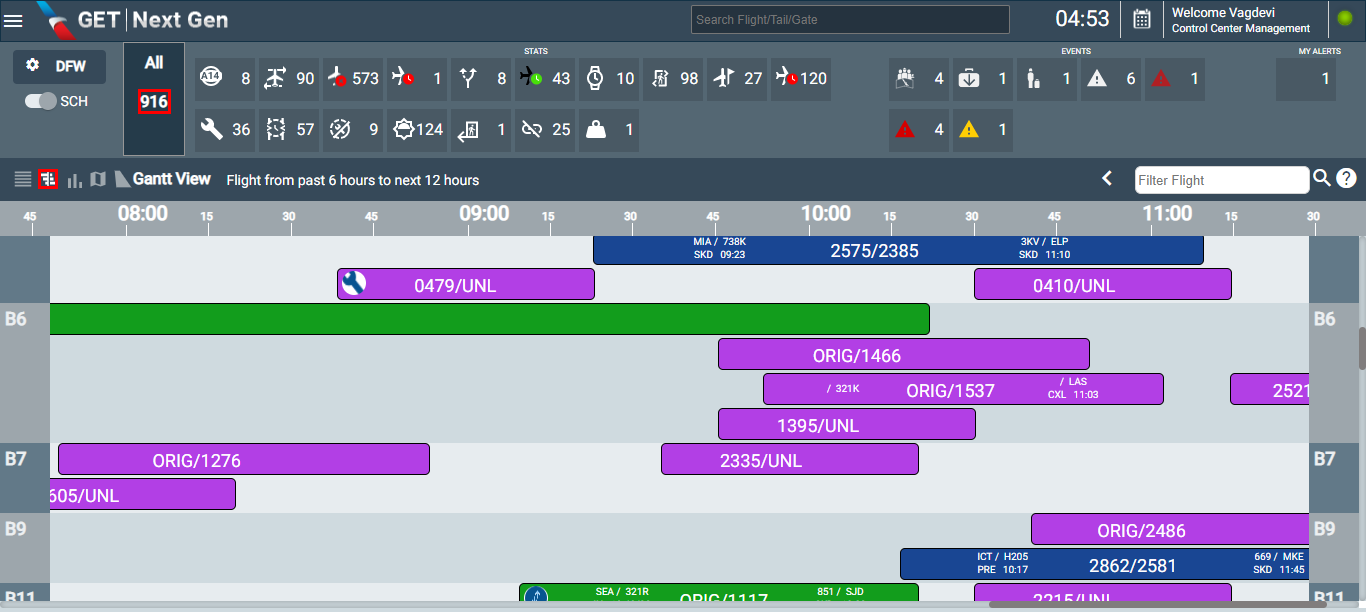 GET | Next Gen
Search Flight/Tail/Gate
04:53
Welcome Vagdevi
Control Center Management
DFW
SCH
All
916
STATS
EVENTS
MY ALERTS
A14 8 90 573 1 8 43 10 98 27 120
4 1 1 6 1
1
36 57 9 124 1 25 1
4 1
Gantt View Flight from past 6 hours to next 12 hours
Filter Flight
?
45 08:00 15 30 45 09:00 15 30 45 10:00 15 30 45 11:00 15 30
MIA / 738K
SKD 09:23
2575/2385
3KV / ELP
SKD 11:10
0479/UNL
0410/UNL
B6 B6
ORIG/1466
/ 321K
ORIG/1537
/ LAS
CXL 11:03
2521
1395/UNL
B7 B7
ORIG/1276
2335/UNL
605/UNL
B9 B9
ORIG/2486
ICT / H205
PRE 10:17
2862/2581
669 / MKE
SKD 11:45
B11 B11
SEA / 321R
ORIG/1117
851 / SJD
2215/UNL